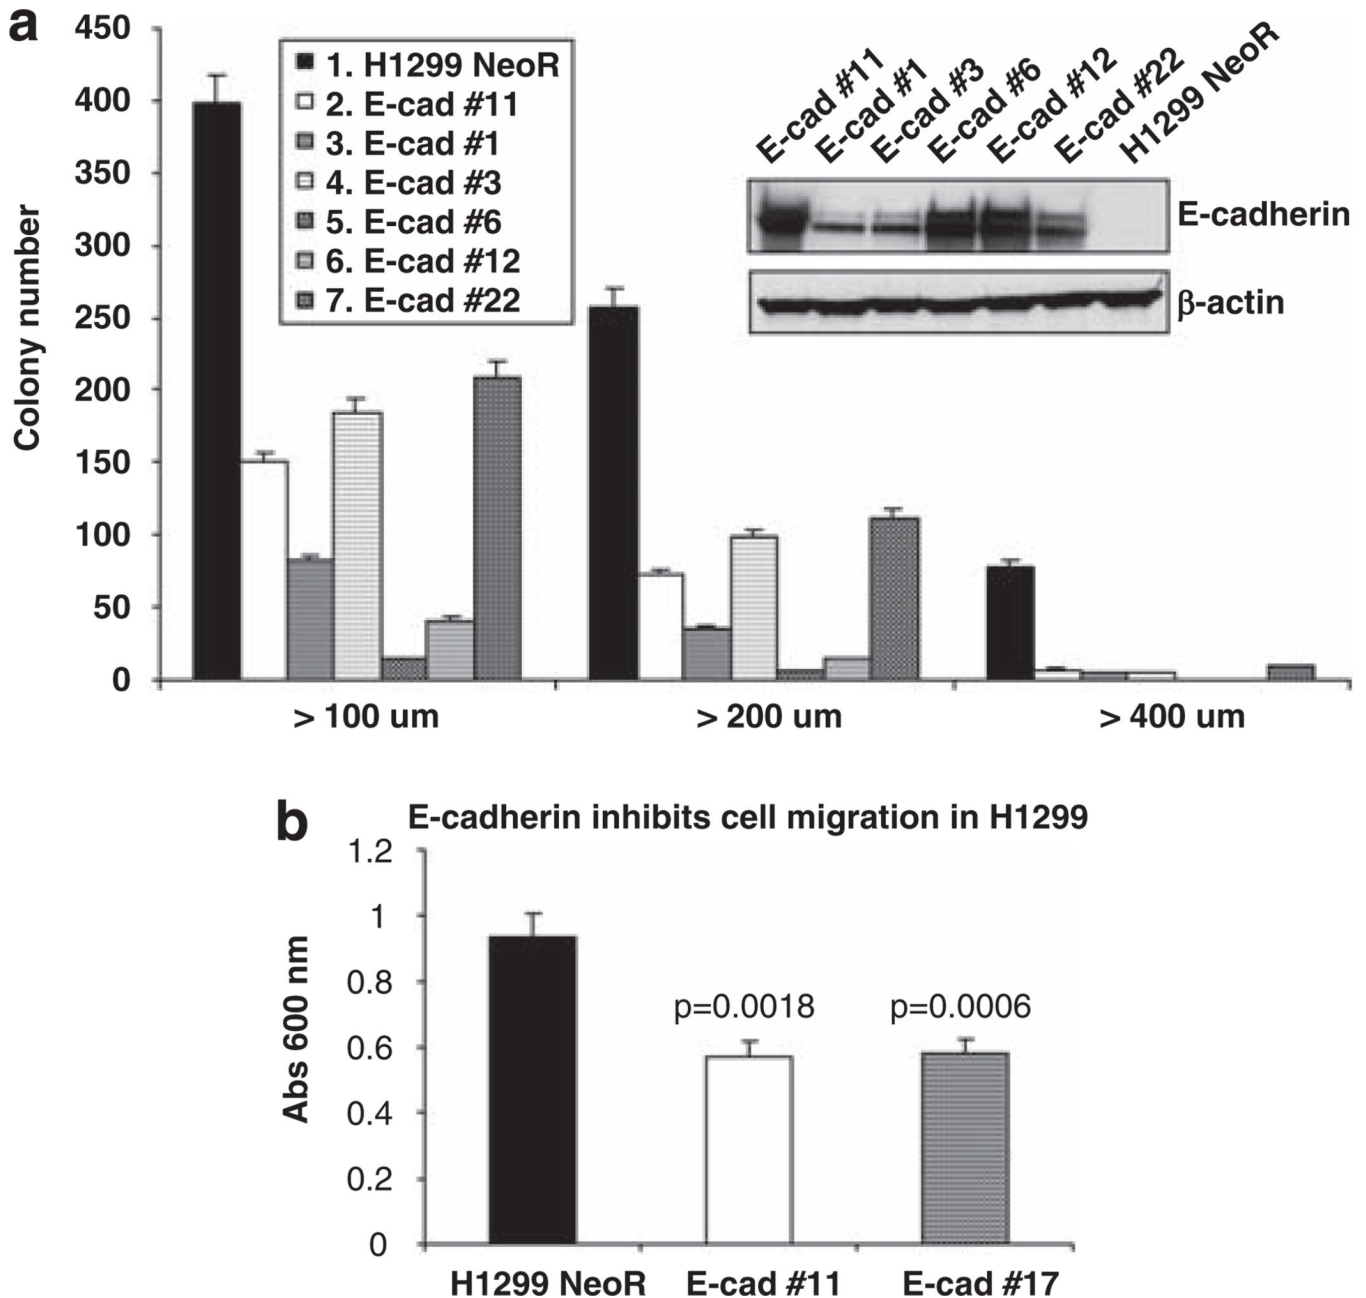 a
450
400
350
300
250
200
150
100
50
0
Colony number
1. H1299 NeoR
2. E-cad #11
3. E-cad #1
4. E-cad #3
5. E-cad #6
6. E-cad #12
7. E-cad #22
E-cad #11
E-cad #1
E-cad #3
E-cad #6
E-cad #12
E-cad #22
H1299 NeoR
E-cadherin
β-actin
> 100 um
> 200 um
> 400 um
b
E-cadherin inhibits cell migration in H1299
1.2
1
0.8
0.6
0.4
0.2
0
Abs 600 nm
p=0.0018
p=0.0006
H1299 NeoR
E-cad #11
E-cad #17